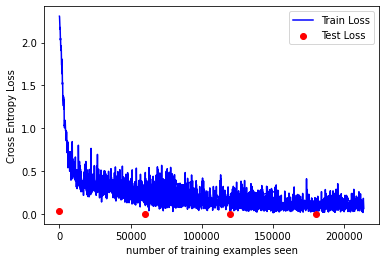 Train Loss
Test Loss
Cross Entropy Loss
2.0
1.5
1.0
0.5
0.0
0
50000
100000
150000
200000
number of training examples seen